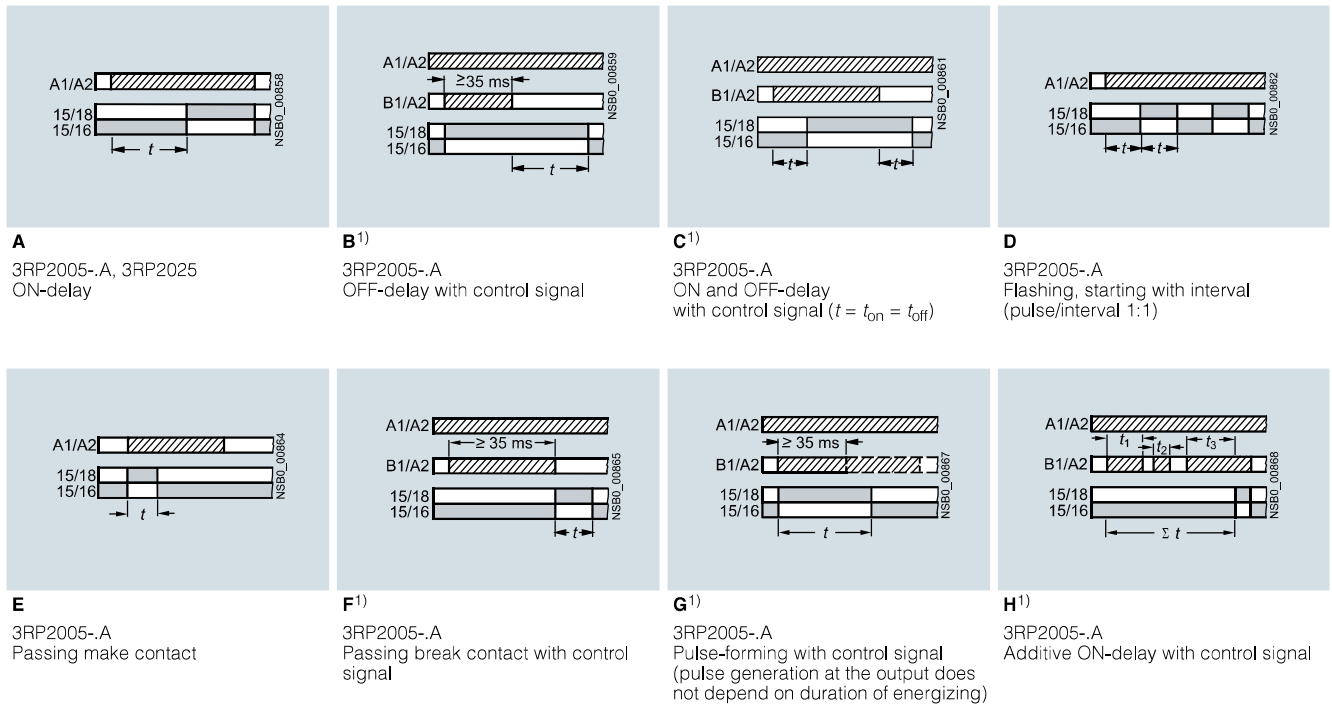 A1/A2
15/18
15/16
t
NSB0_00858
A
3RP2005-.A, 3RP2025
ON-delay
A1/A2
≥35 ms
B1/A2
15/18
15/16
t
NSB0_00859
B1)
3RP2005-.A
OFF-delay with control signal
A1/A2
B1/A2
15/18
15/16
t
t
NSB0_00861
C1)
3RP2005-.A
ON and OFF-delay
with control signal (t = ton = toff)
A1/A2
15/18
15/16
t
t
NSB0_00862
D
3RP2005-.A
Flashing, starting with interval
(pulse/interval 1:1)
A1/A2
15/18
15/16
t
NSB0_00864
E
3RP2005-.A
Passing make contact
A1/A2
≥ 35 ms
B1/A2
15/18
15/16
t
NSB0_00865
F1)
3RP2005-.A
Passing break contact with control
signal
A1/A2
≥ 35 ms
B1/A2
15/18
15/16
t
NSB0_00867
G1)
3RP2005-.A
Pulse-forming with control signal
(pulse generation at the output does
not depend on duration of energizing)
A1/A2
t1
t2
t3
B1/A2
15/18
15/16
Σ t
NSB0_00868
H1)
3RP2005-.A
Additive ON-delay with control signal